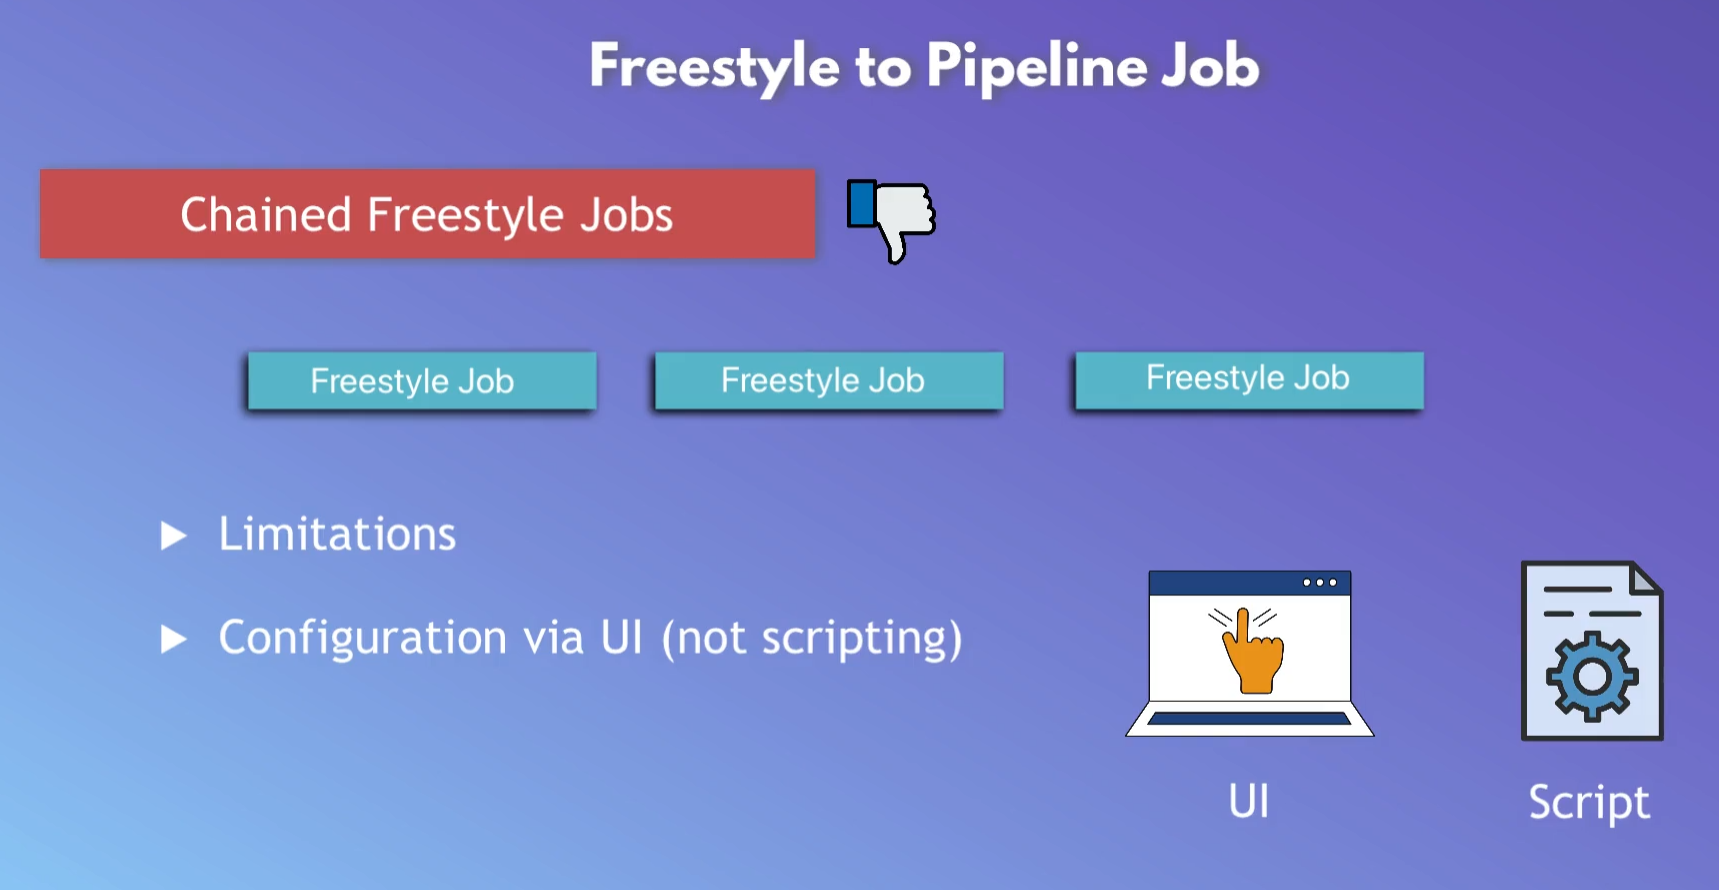 Freestyle to Pipeline Job
Chained Freestyle Jobs
Freestyle Job
Freestyle Job
Freestyle Job
Limitations
Configuration via UI (not scripting)
UI
Script